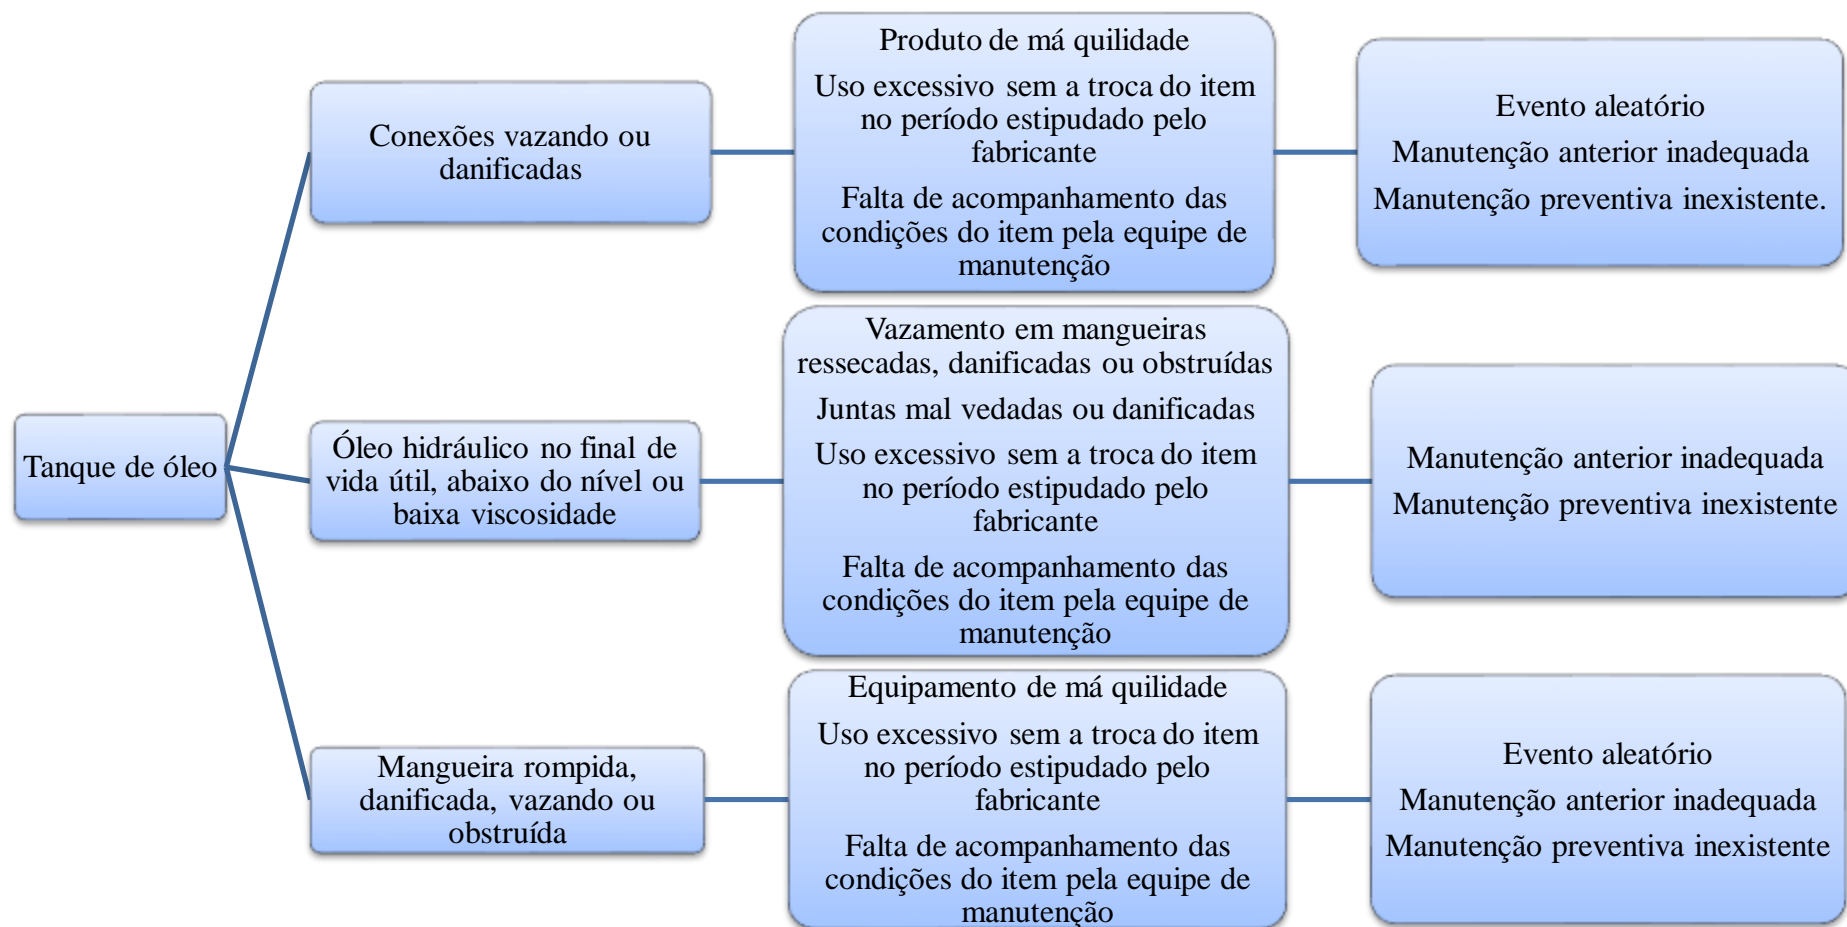 Tanque de óleo
Conexões vazando ou
danificadas
Produto de má quilidade
Uso excessivo sem a troca do item
no período estipudado pelo
fabricante
Falta de acompanhamento das
condições do item pela equipe de
manutenção
Evento aleatório
Manutenção anterior inadequada
Manutenção preventiva inexistente.
Óleo hidráulico no final de
vida útil, abaixo do nível ou
baixa viscosidade
Vazamento em mangueiras
ressecadas, danificadas ou obstruídas
Juntas mal vedadas ou danificadas
Uso excessivo sem a troca do item
no período estipudado pelo
fabricante
Falta de acompanhamento das
condições do item pela equipe de
manutenção
Manutenção anterior inadequada
Manutenção preventiva inexistente
Mangueira rompida,
danificada, vazando ou
obstruída
Equipamento de má quilidade
Uso excessivo sem a troca do item
no período estipudado pelo
fabricante
Falta de acompanhamento das
condições do item pela equipe de
manutenção
Evento aleatório
Manutenção anterior inadequada
Manutenção preventiva inexistente